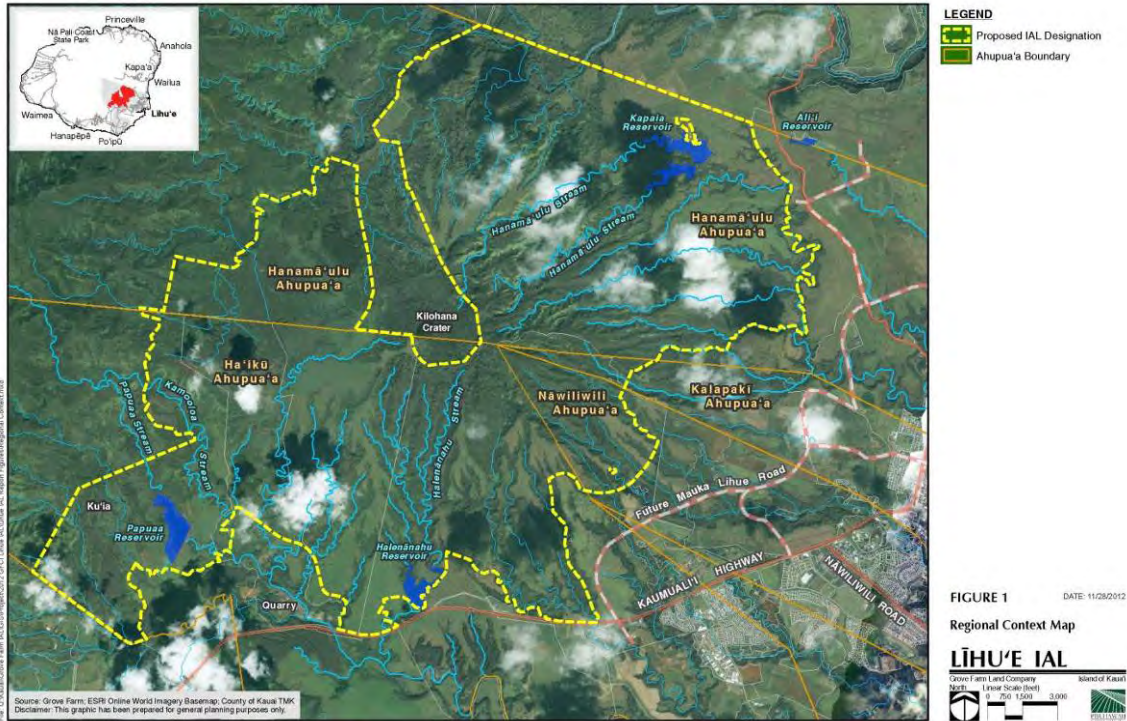 Princeville
Nā Pali Coast
State Park
Anahola
Kapa'a
Wailua
Līhu'e
Waimea
Hanapēpē
Po'ipū
LEGEND
Proposed IAL Designation
Ahupua'a Boundary
Kapaia
Reservoir
Ali'i
Reservoir
Hanamā'ulu Stream
Hanamā'ulu Stream
Hanamā'ulu
Ahupua'a
Hanamā'ulu
Ahupua'a
Kilohana
Crater
Ha'ikū
Ahupua'a
Nāwiliwili
Ahupua'a
Kalapakī
Ahupua'a
Papuaa Stream
Kamooloa
Stream
Halenānahu Stream
Ku'ia
Papuaa
Reservoir
Halenānahu
Reservoir
Quarry
Future Mauka Lihue Road
KAUMUALI'I HIGHWAY
NĀWILIWILI ROAD
Source: Grove Farm; ESRI Online World Imagery Basemap; County of Kauai TMK
Disclaimer: This graphic has been prepared for general planning purposes only.
FIGURE 1
DATE: 11/28/2012
Regional Context Map
LĪHU'E IAL
Grove Farm Land Company
Island of Kaua'i
North
Linear Scale (feet)
0 750 1,500 3,000